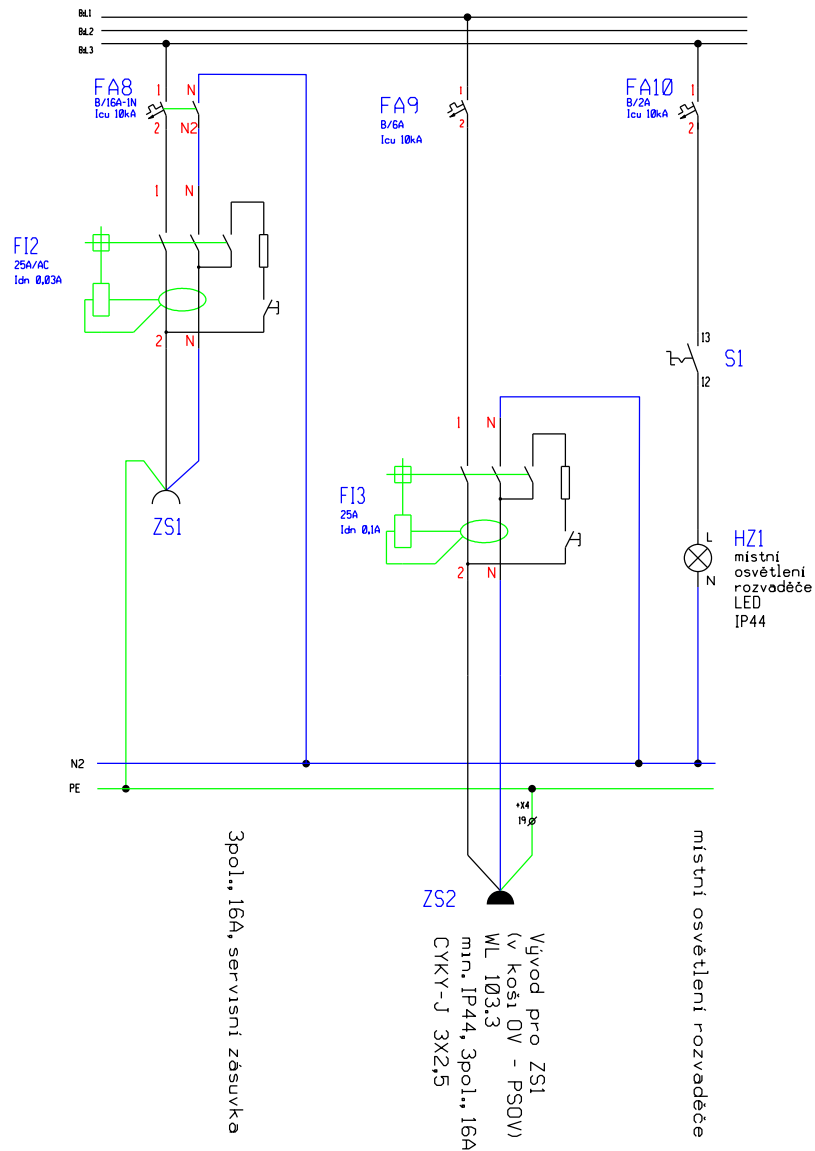 BŁ1
BŁ2
BŁ3
FA8
B/16A-1N
Icu 10kA
1
N
2
N2
FA9
B/6A
Icu 10kA
1
2
FA10
B/2A
Icu 10kA
1
2
1
N
FI2
25A/AC
Idn 0,03A
2
N
13
S1
12
1
N
FI3
25A
Idn 0,1A
2
N
ZS1
L
HZ1
místní
osvětlení
rozvaděče
LED
IP44
N
N2
PE
+X4
19
ZS2
3pol., 16A, servisní zásuvka
Vývod pro ZS1
(v koši OV - PSOV)
WL 103.3
min. IP44, 3pol., 16A
CYKY-J 3X2,5
místní osvětlení rozvaděče